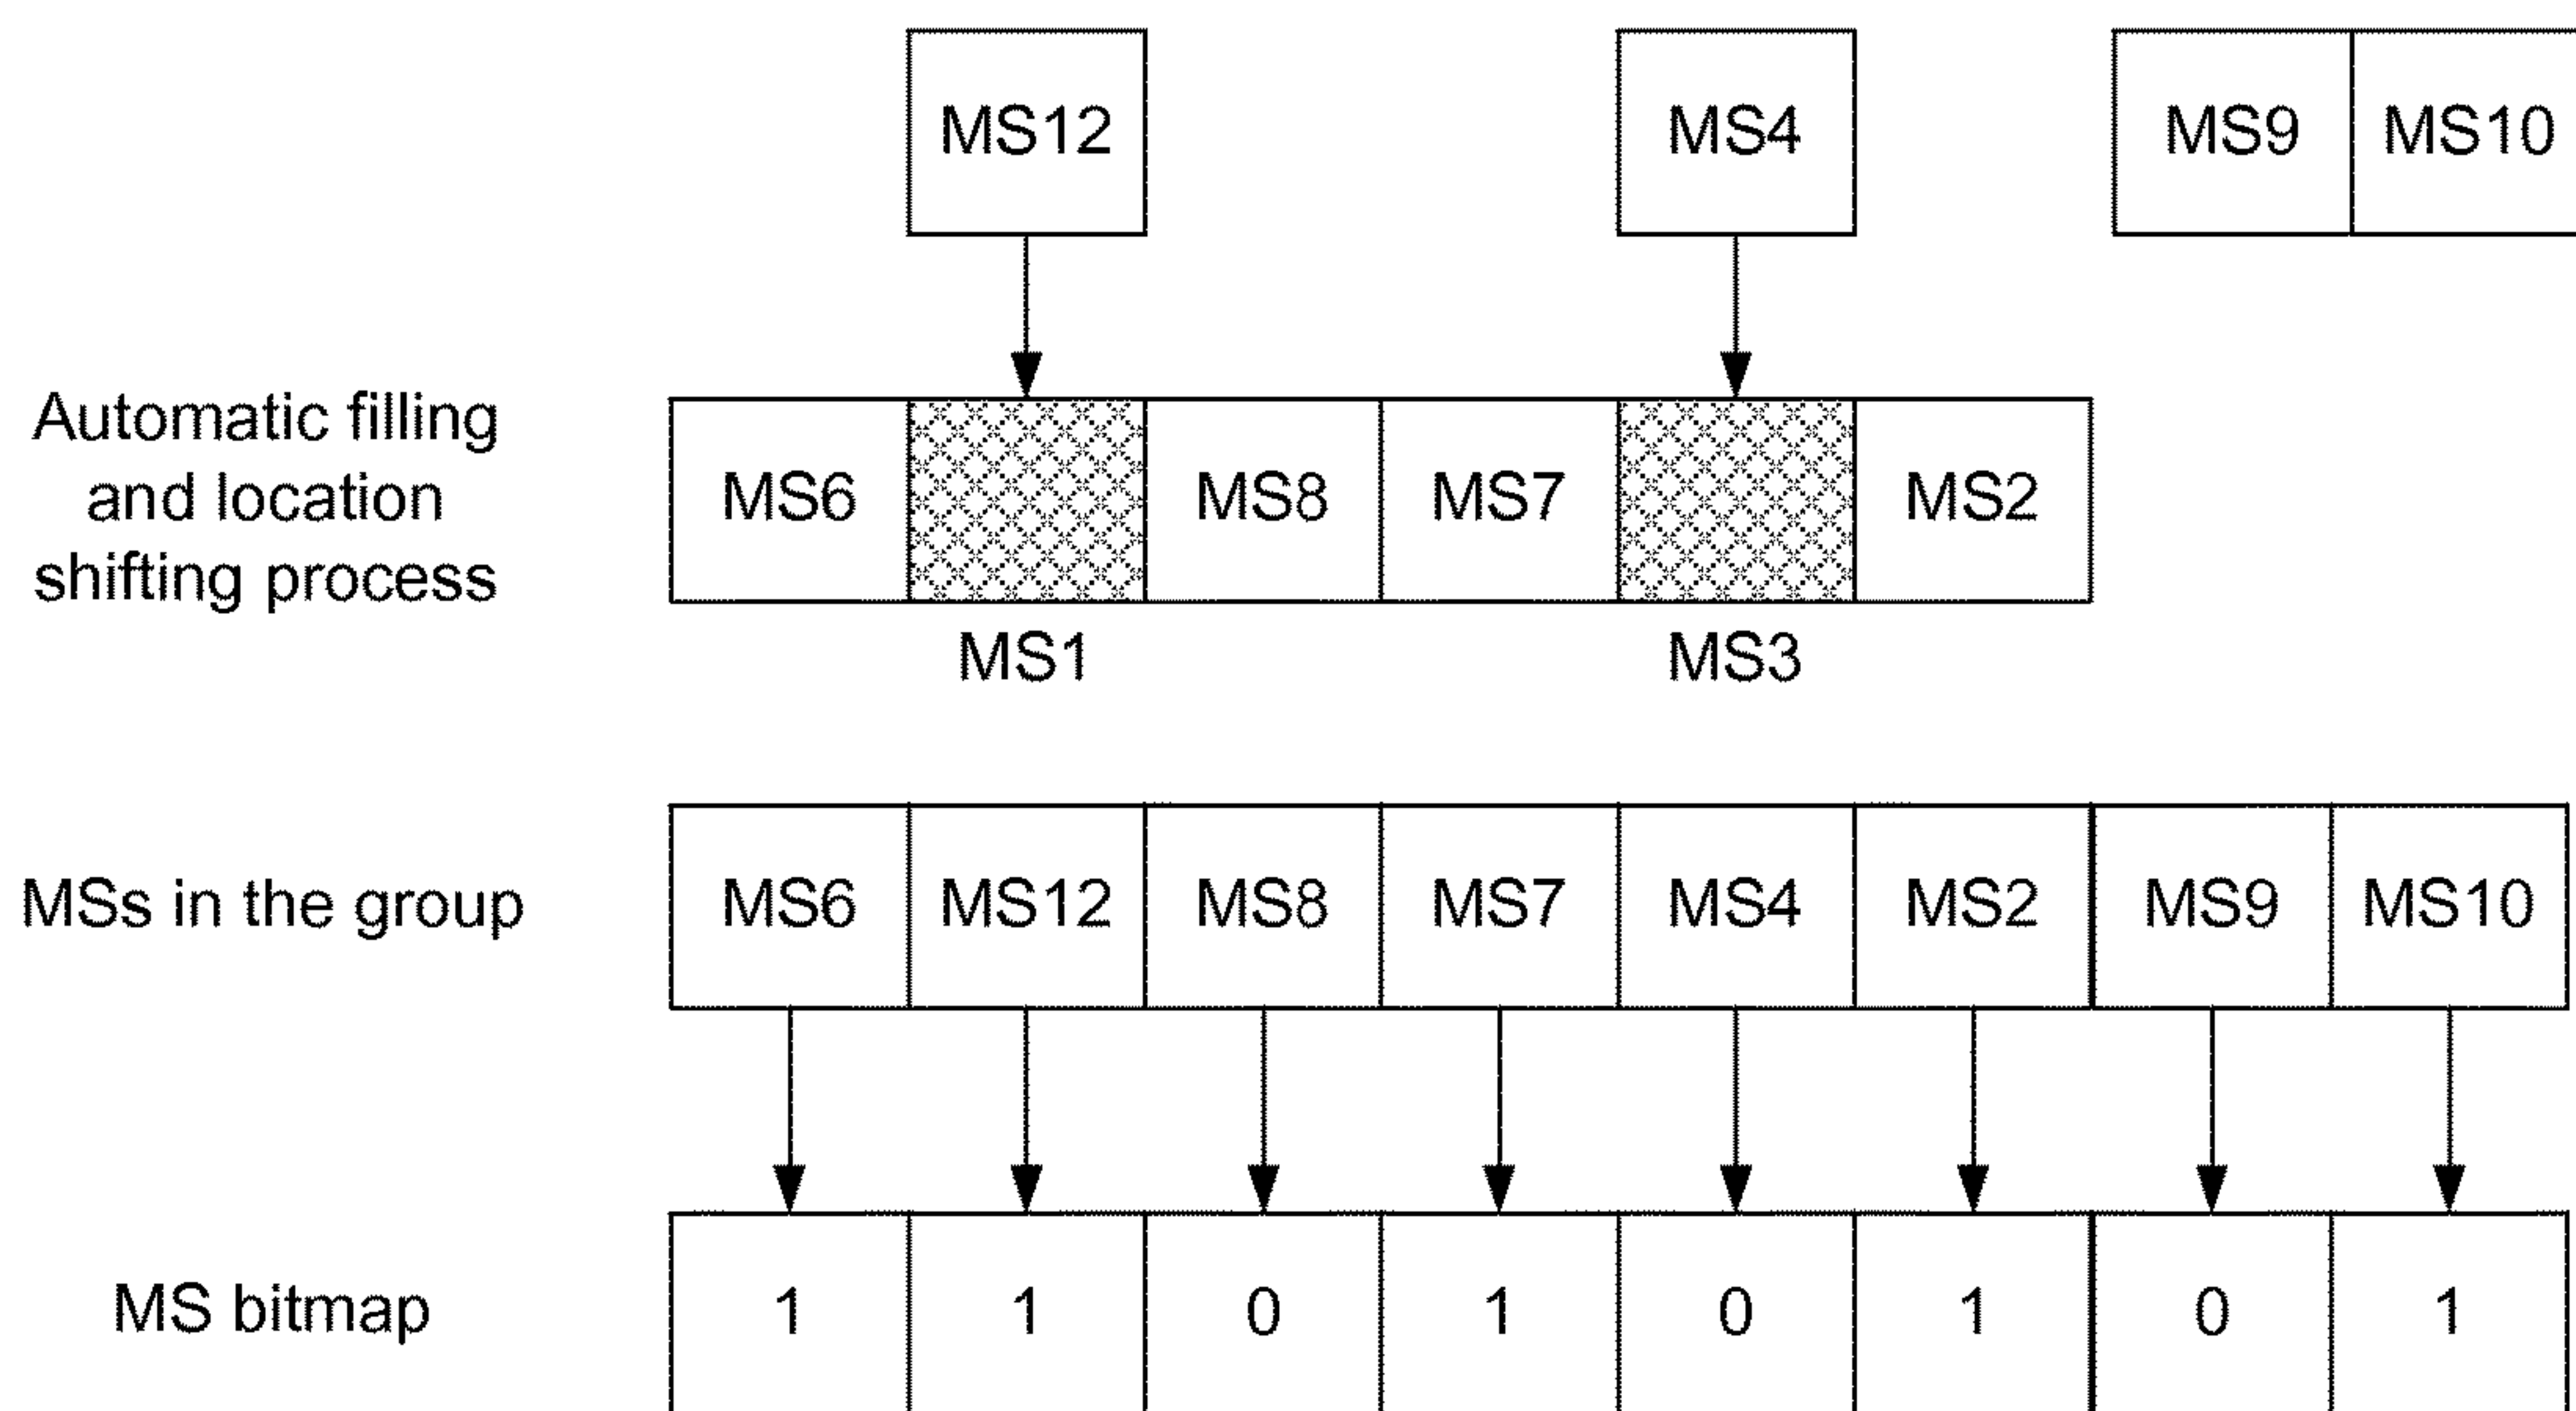 MS12 MS4 MS9 MS10
Automatic filling
and location
shifting process
MS6 MS8 MS7 MS2
MS1 MS3
MSs in the group MS6 MS12 MS8 MS7 MS4 MS2 MS9 MS10
MS bitmap 1 1 0 1 0 1 0 1